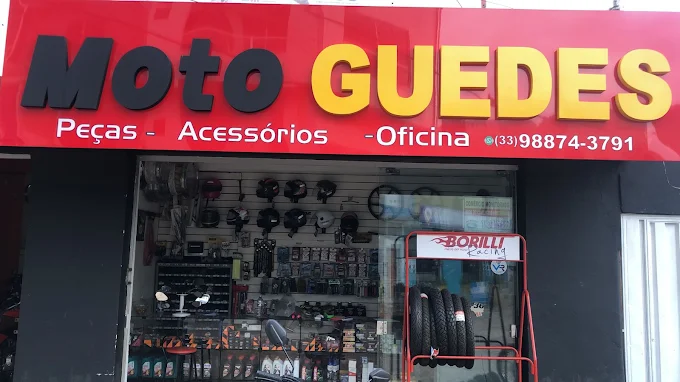 Moto GUEDES
Peças - Acessórios -Oficina (33)98874-3791
BORILLI
Racing